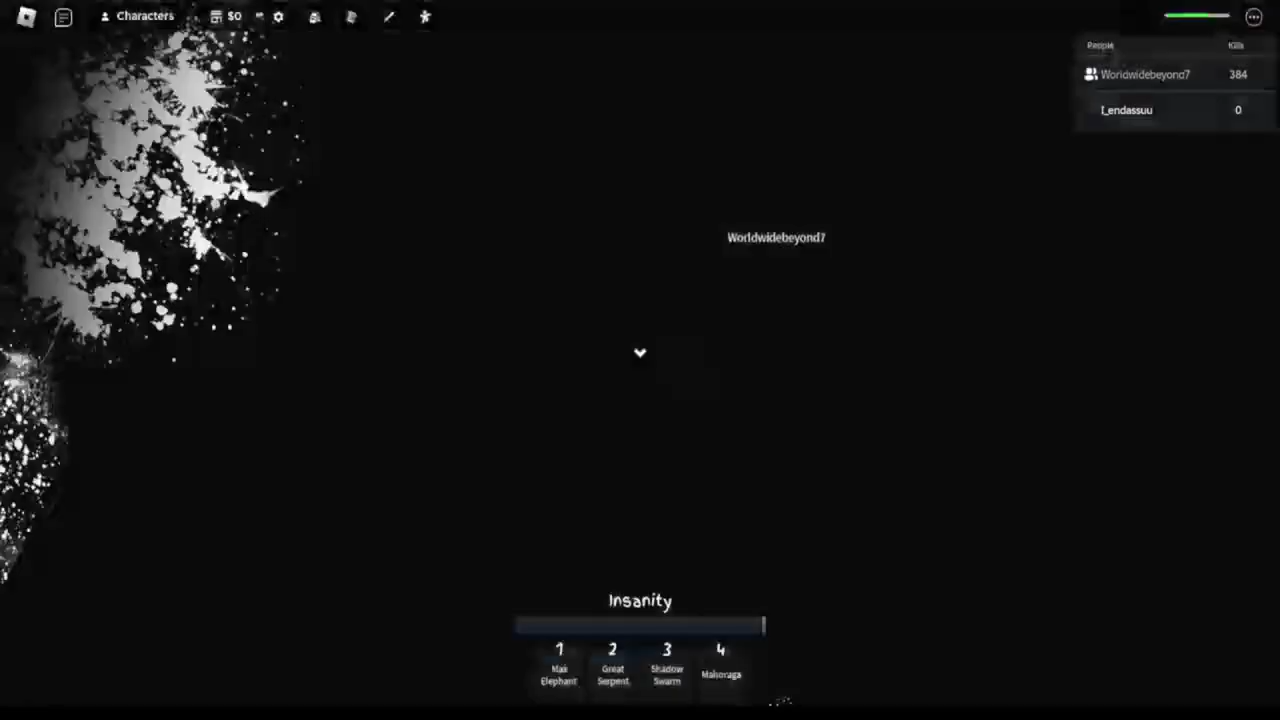 Characters
$0
People Kills
Worldwidebeyond7 384
I_endassuu 0
Worldwidebeyond7
Insanity
1 2 3 4
Max Elephant
Great Serpent
Shadow Swarm
Mahoraga